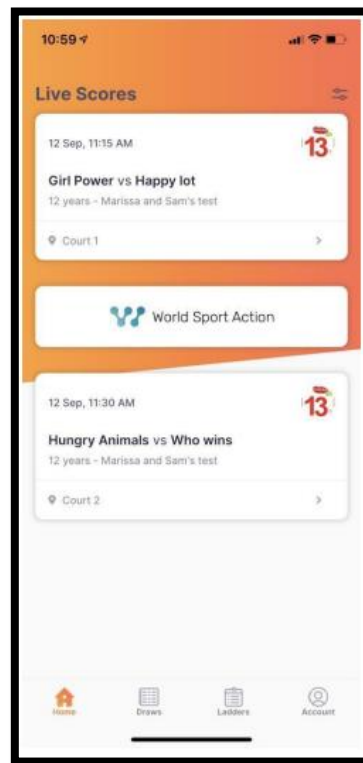 10:59
Live Scores
12 Sep, 11:15 AM
13
Girl Power vs Happy lot
12 years - Marissa and Sam's test
Court 1
World Sport Action
12 Sep, 11:30 AM
13
Hungry Animals vs Who wins
12 years - Marissa and Sam's test
Court 2
Home Draws Ladders Account